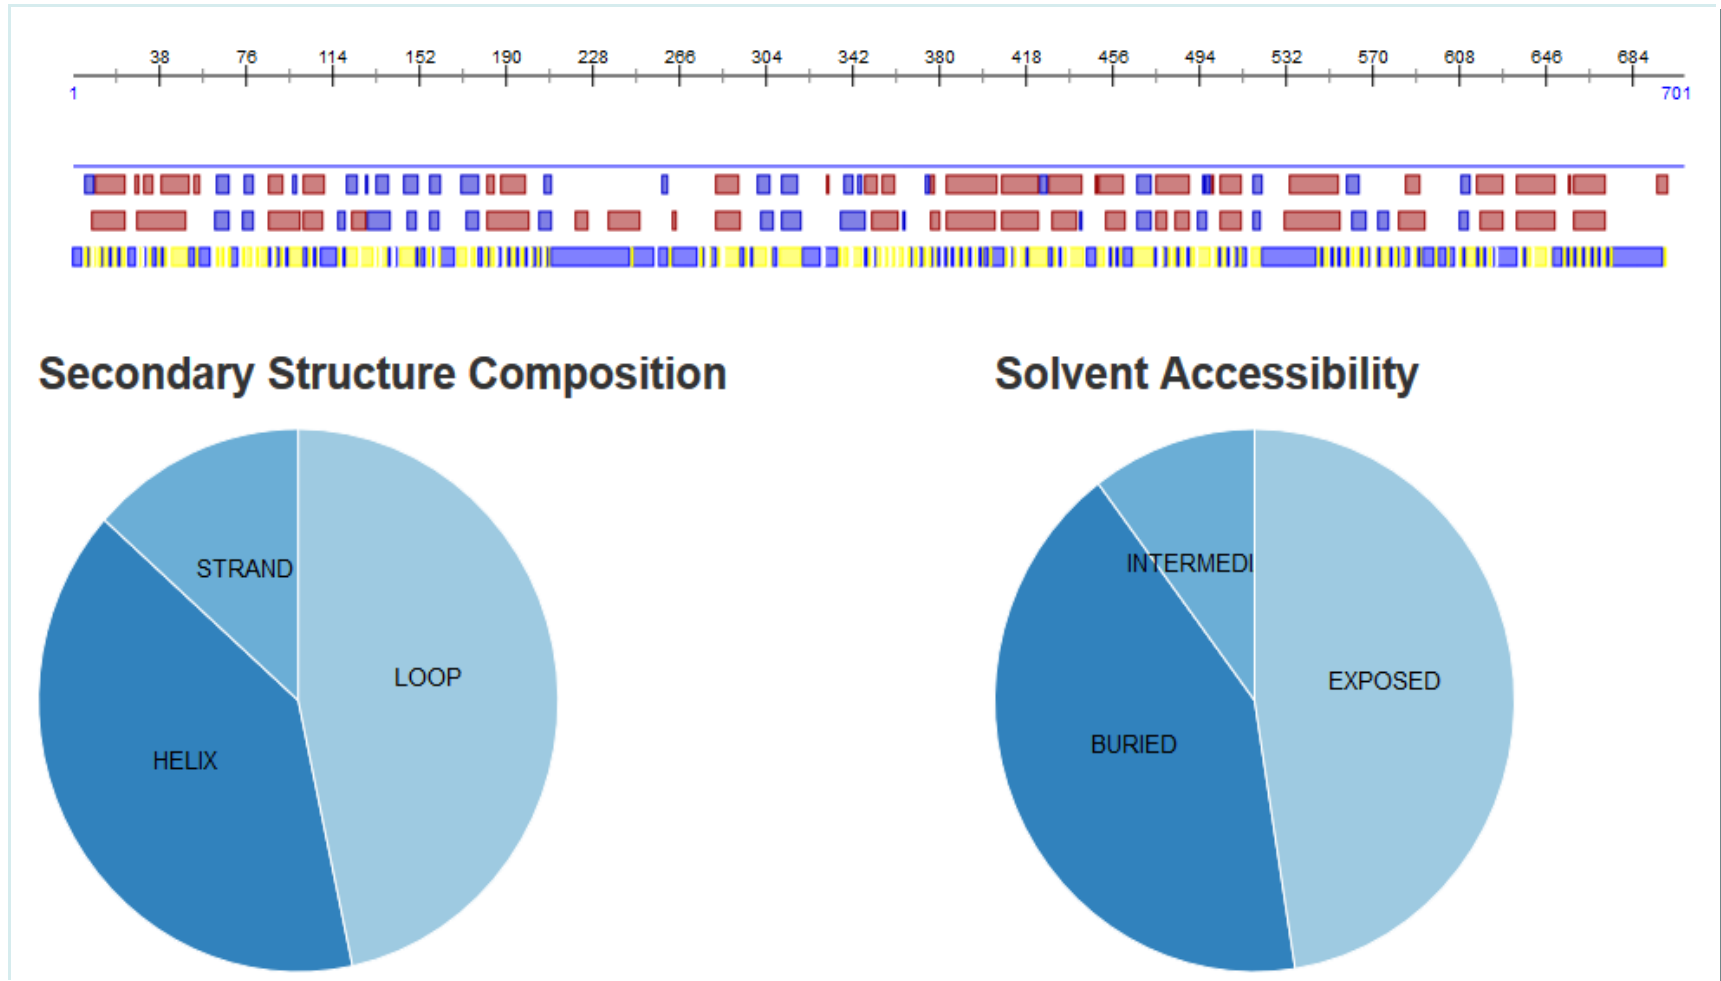 38 76 114 152 190 228 266 304 342 380 418 456 494 532 570 608 646 684
1 701
Secondary Structure Composition Solvent Accessibility
STRAND INTERMEDI
LOOP EXPOSED
HELIX BURIED